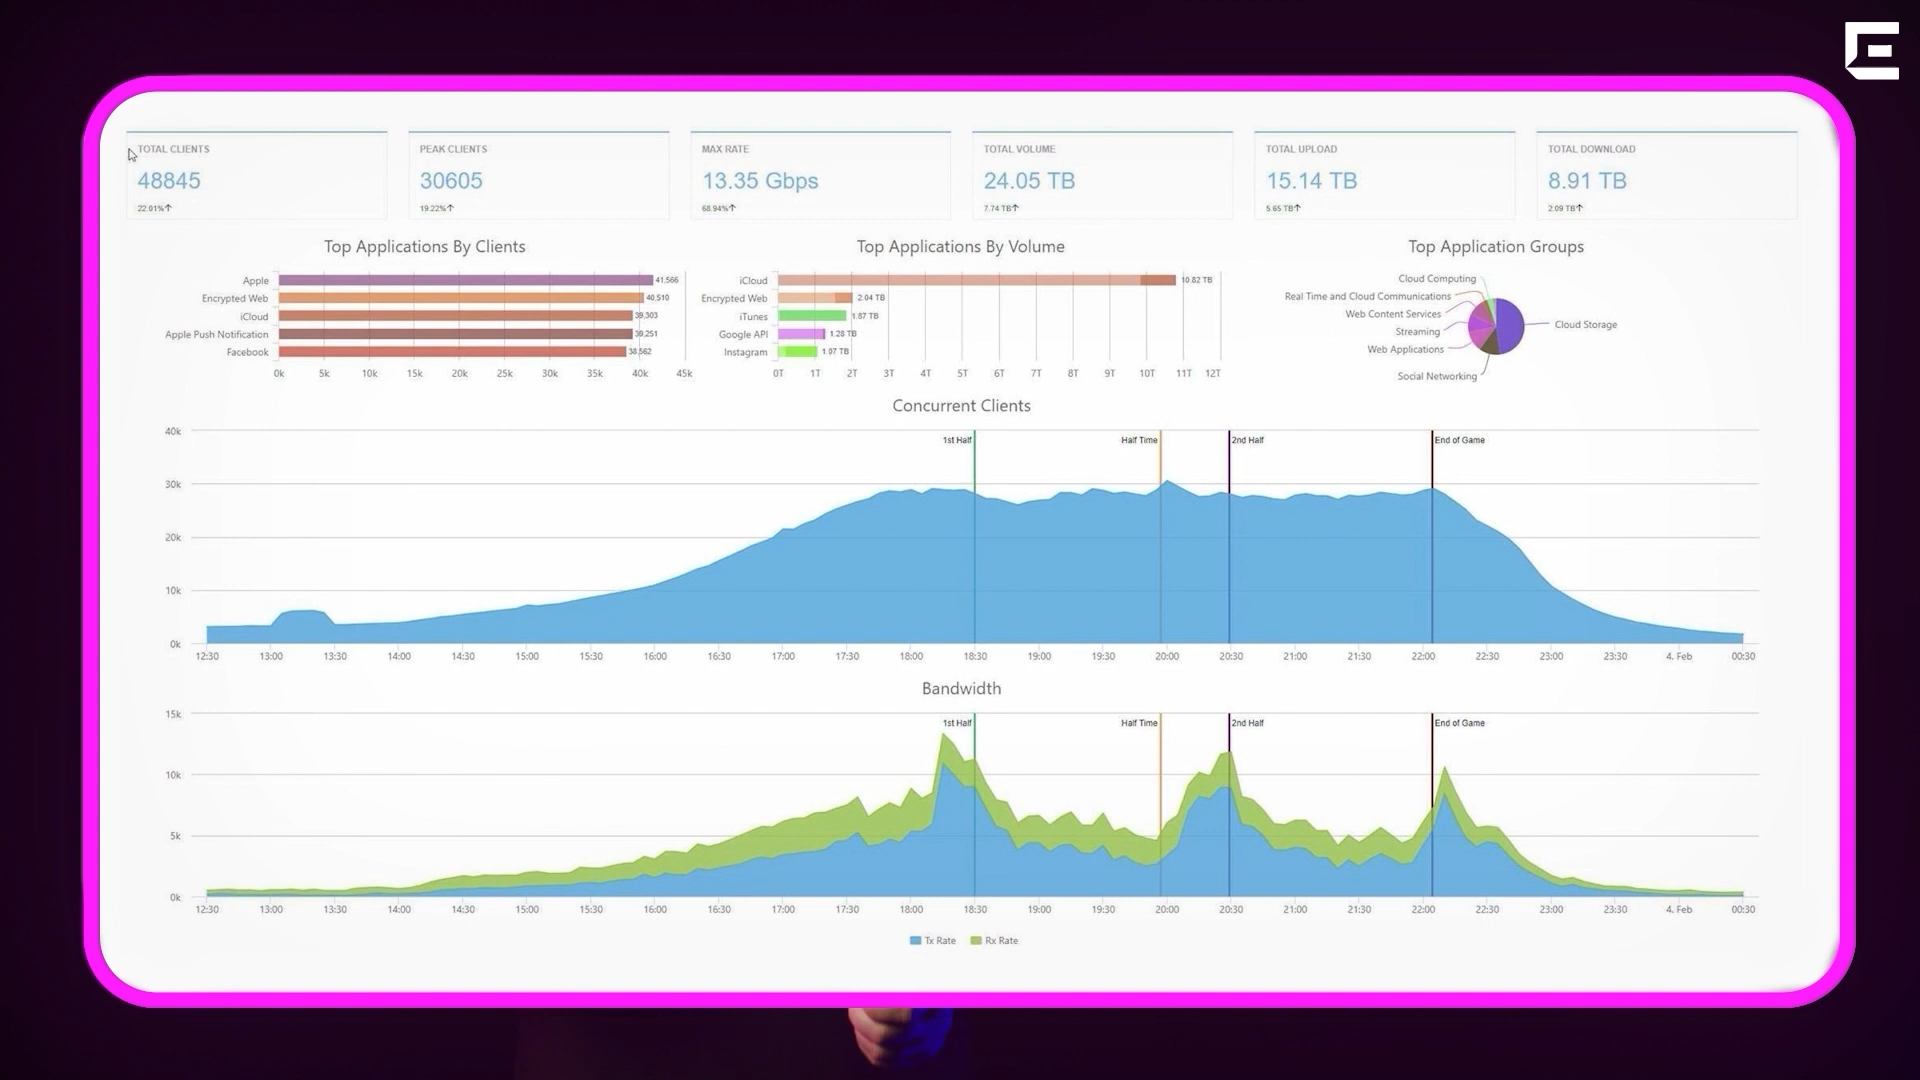 TOTAL CLIENTS
48845
22.01%↑
PEAK CLIENTS
30605
19.22%↑
MAX RATE
13.35 Gbps
68.94%↑
TOTAL VOLUME
24.05 TB
7.74 TB↑
TOTAL UPLOAD
15.14 TB
5.65 TB↑
TOTAL DOWNLOAD
8.91 TB
2.09 TB↑
Top Applications By Clients
Apple 41,566
Encrypted Web 40,510
iCloud 39,303
Apple Push Notification 39,251
Facebook 38,562
0k 5k 10k 15k 20k 25k 30k 35k 40k 45k
Top Applications By Volume
iCloud 10.82 TB
Encrypted Web 2.04 TB
iTunes 1.87 TB
Google API 1.28 TB
Instagram 1.07 TB
0T 1T 2T 3T 4T 5T 6T 7T 8T 9T 10T 11T 12T
Top Application Groups
Cloud Computing
Real Time and Cloud Communications
Web Content Services
Streaming
Web Applications
Social Networking
Cloud Storage
Concurrent Clients
40k
30k
20k
10k
0k
1st Half Half Time 2nd Half End of Game
12:30 13:00 13:30 14:00 14:30 15:00 15:30 16:00 16:30 17:00 17:30 18:00 18:30 19:00 19:30 20:00 20:30 21:00 21:30 22:00 22:30 23:00 23:30 4. Feb 00:30
Bandwidth
15k
10k
5k
0k
1st Half Half Time 2nd Half End of Game
12:30 13:00 13:30 14:00 14:30 15:00 15:30 16:00 16:30 17:00 17:30 18:00 18:30 19:00 19:30 20:00 20:30 21:00 21:30 22:00 22:30 23:00 23:30 4. Feb 00:30
Tx Rate Rx Rate